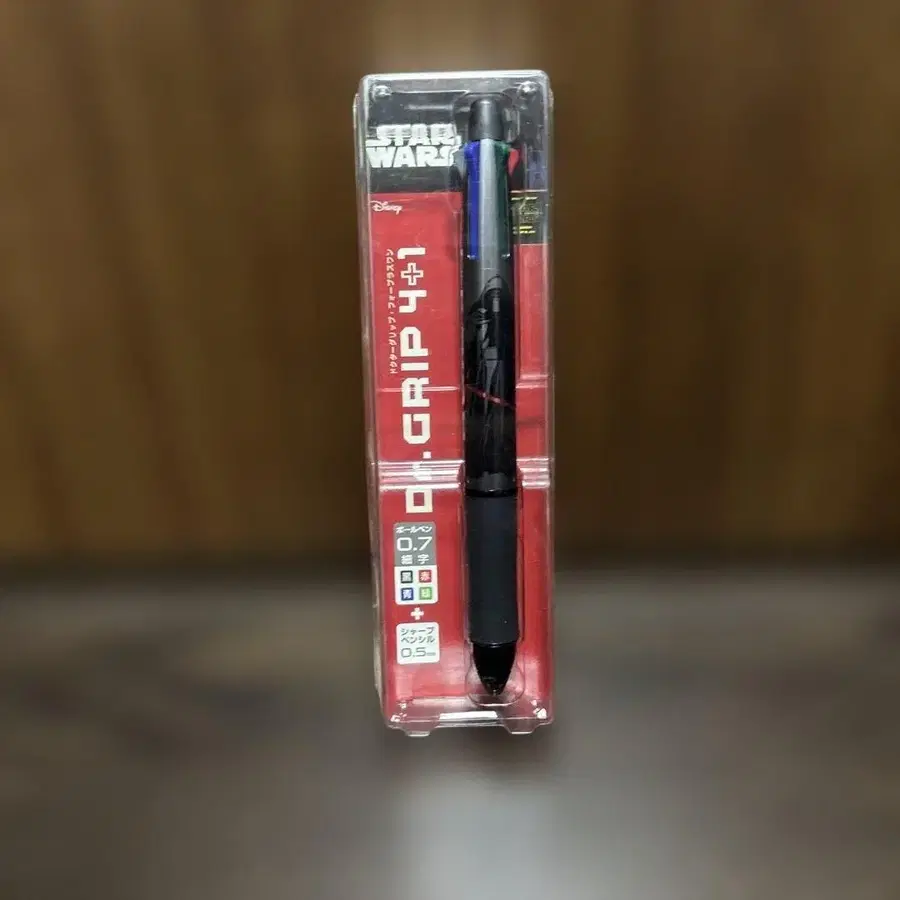 STAR
WARS
Disney
Dr. GRIP 4+1
ドクターグリップ・フォープラスワン
ボールペン
0.7
細字
黒 赤
青 緑
+
シャープ
ペンシル
0.5mm